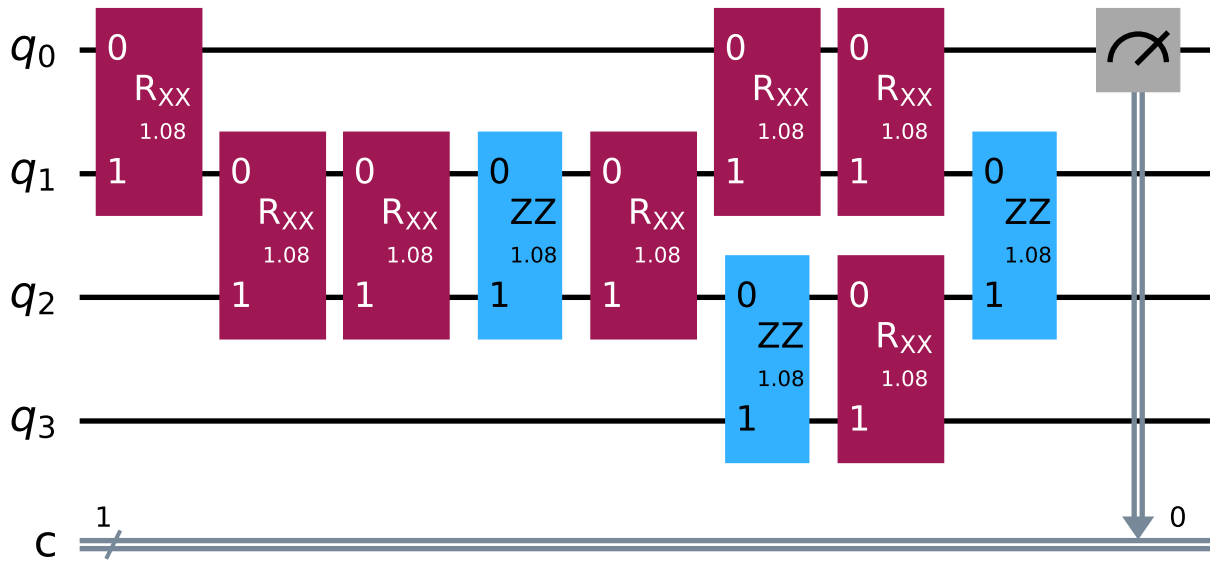 q0 0 0 0
RXX RXX RXX
1.08 1.08 1.08
q1 1 0 0 0 0 1 1 0
RXX RXX ZZ RXX ZZ
1.08 1.08 1.08 1.08 1.08
q2 1 1 1 1 0 0 1
ZZ RXX
1.08 1.08
q3 1 1
1 0
c